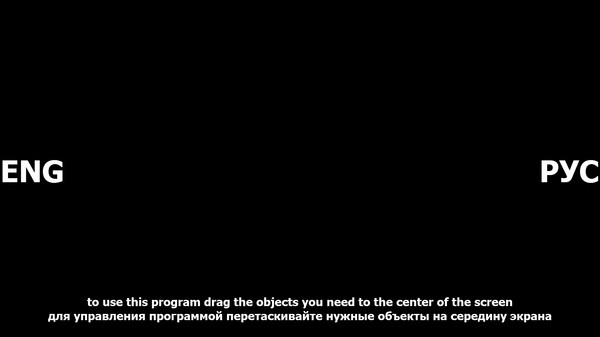 ENG
РУС
to use this program drag the objects you need to the center of the screen
для управления программой перетаскивайте нужные объекты на середину экрана